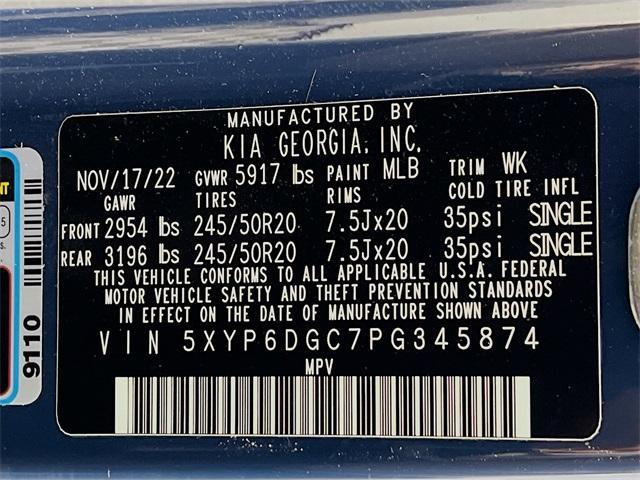 MANUFACTURED BY
KIA GEORGIA, INC.
NOV/17/22 GVWR 5917 lbs PAINT MLB TRIM WK
GAWR TIRES RIMS COLD TIRE INFL
FRONT 2954 lbs 245/50R20 7.5Jx20 35psi SINGLE
REAR 3196 lbs 245/50R20 7.5Jx20 35psi SINGLE
THIS VEHICLE CONFORMS TO ALL APPLICABLE U.S.A. FEDERAL
MOTOR VEHICLE SAFETY AND THEFT PREVENTION STANDARDS
IN EFFECT ON THE DATE OF MANUFACTURE SHOWN ABOVE
VIN 5XYP6DGC7PG345874
MPV
9110